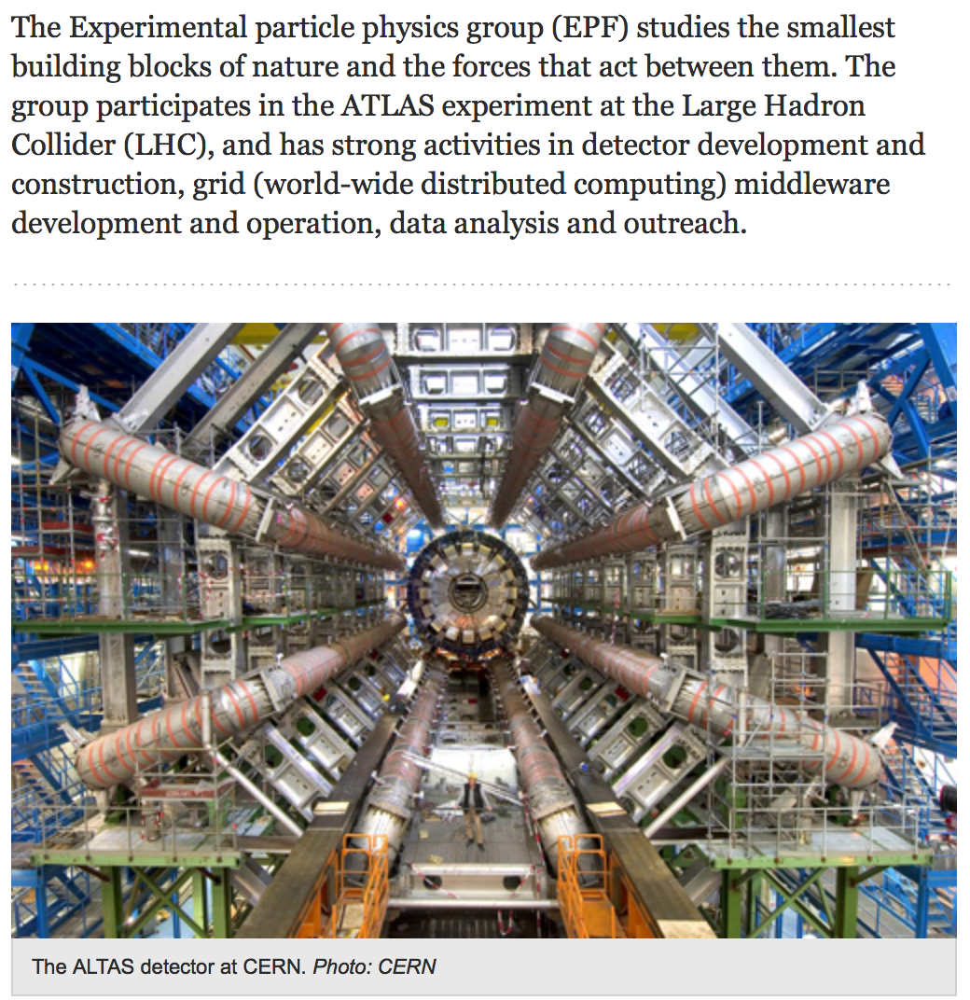 The Experimental particle physics group (EPF) studies the smallest
building blocks of nature and the forces that act between them. The
group participates in the ATLAS experiment at the Large Hadron
Collider (LHC), and has strong activities in detector development and
construction, grid (world-wide distributed computing) middleware
development and operation, data analysis and outreach.
The ALTAS detector at CERN. Photo: CERN